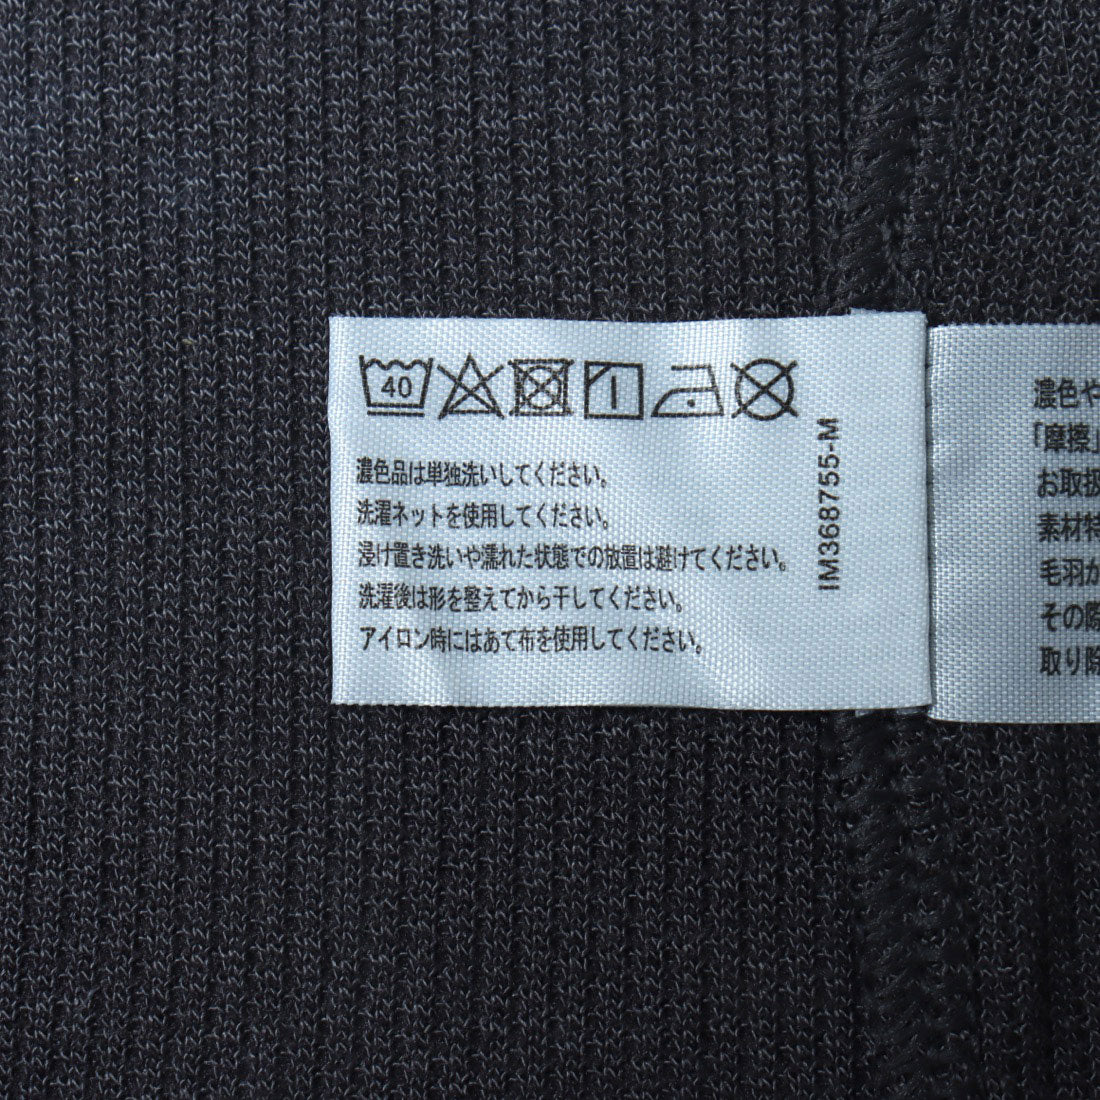 40
濃色品は単独洗いしてください。
洗濯ネットを使用してください。
浸け置き洗いや濡れた状態での放置は避けてください。
洗濯後は形を整えてから干してください。
アイロン時にはあて布を使用してください。
IM368755-M
濃色や
「摩擦」
お取扱
素材特
毛羽が
その際
取り除